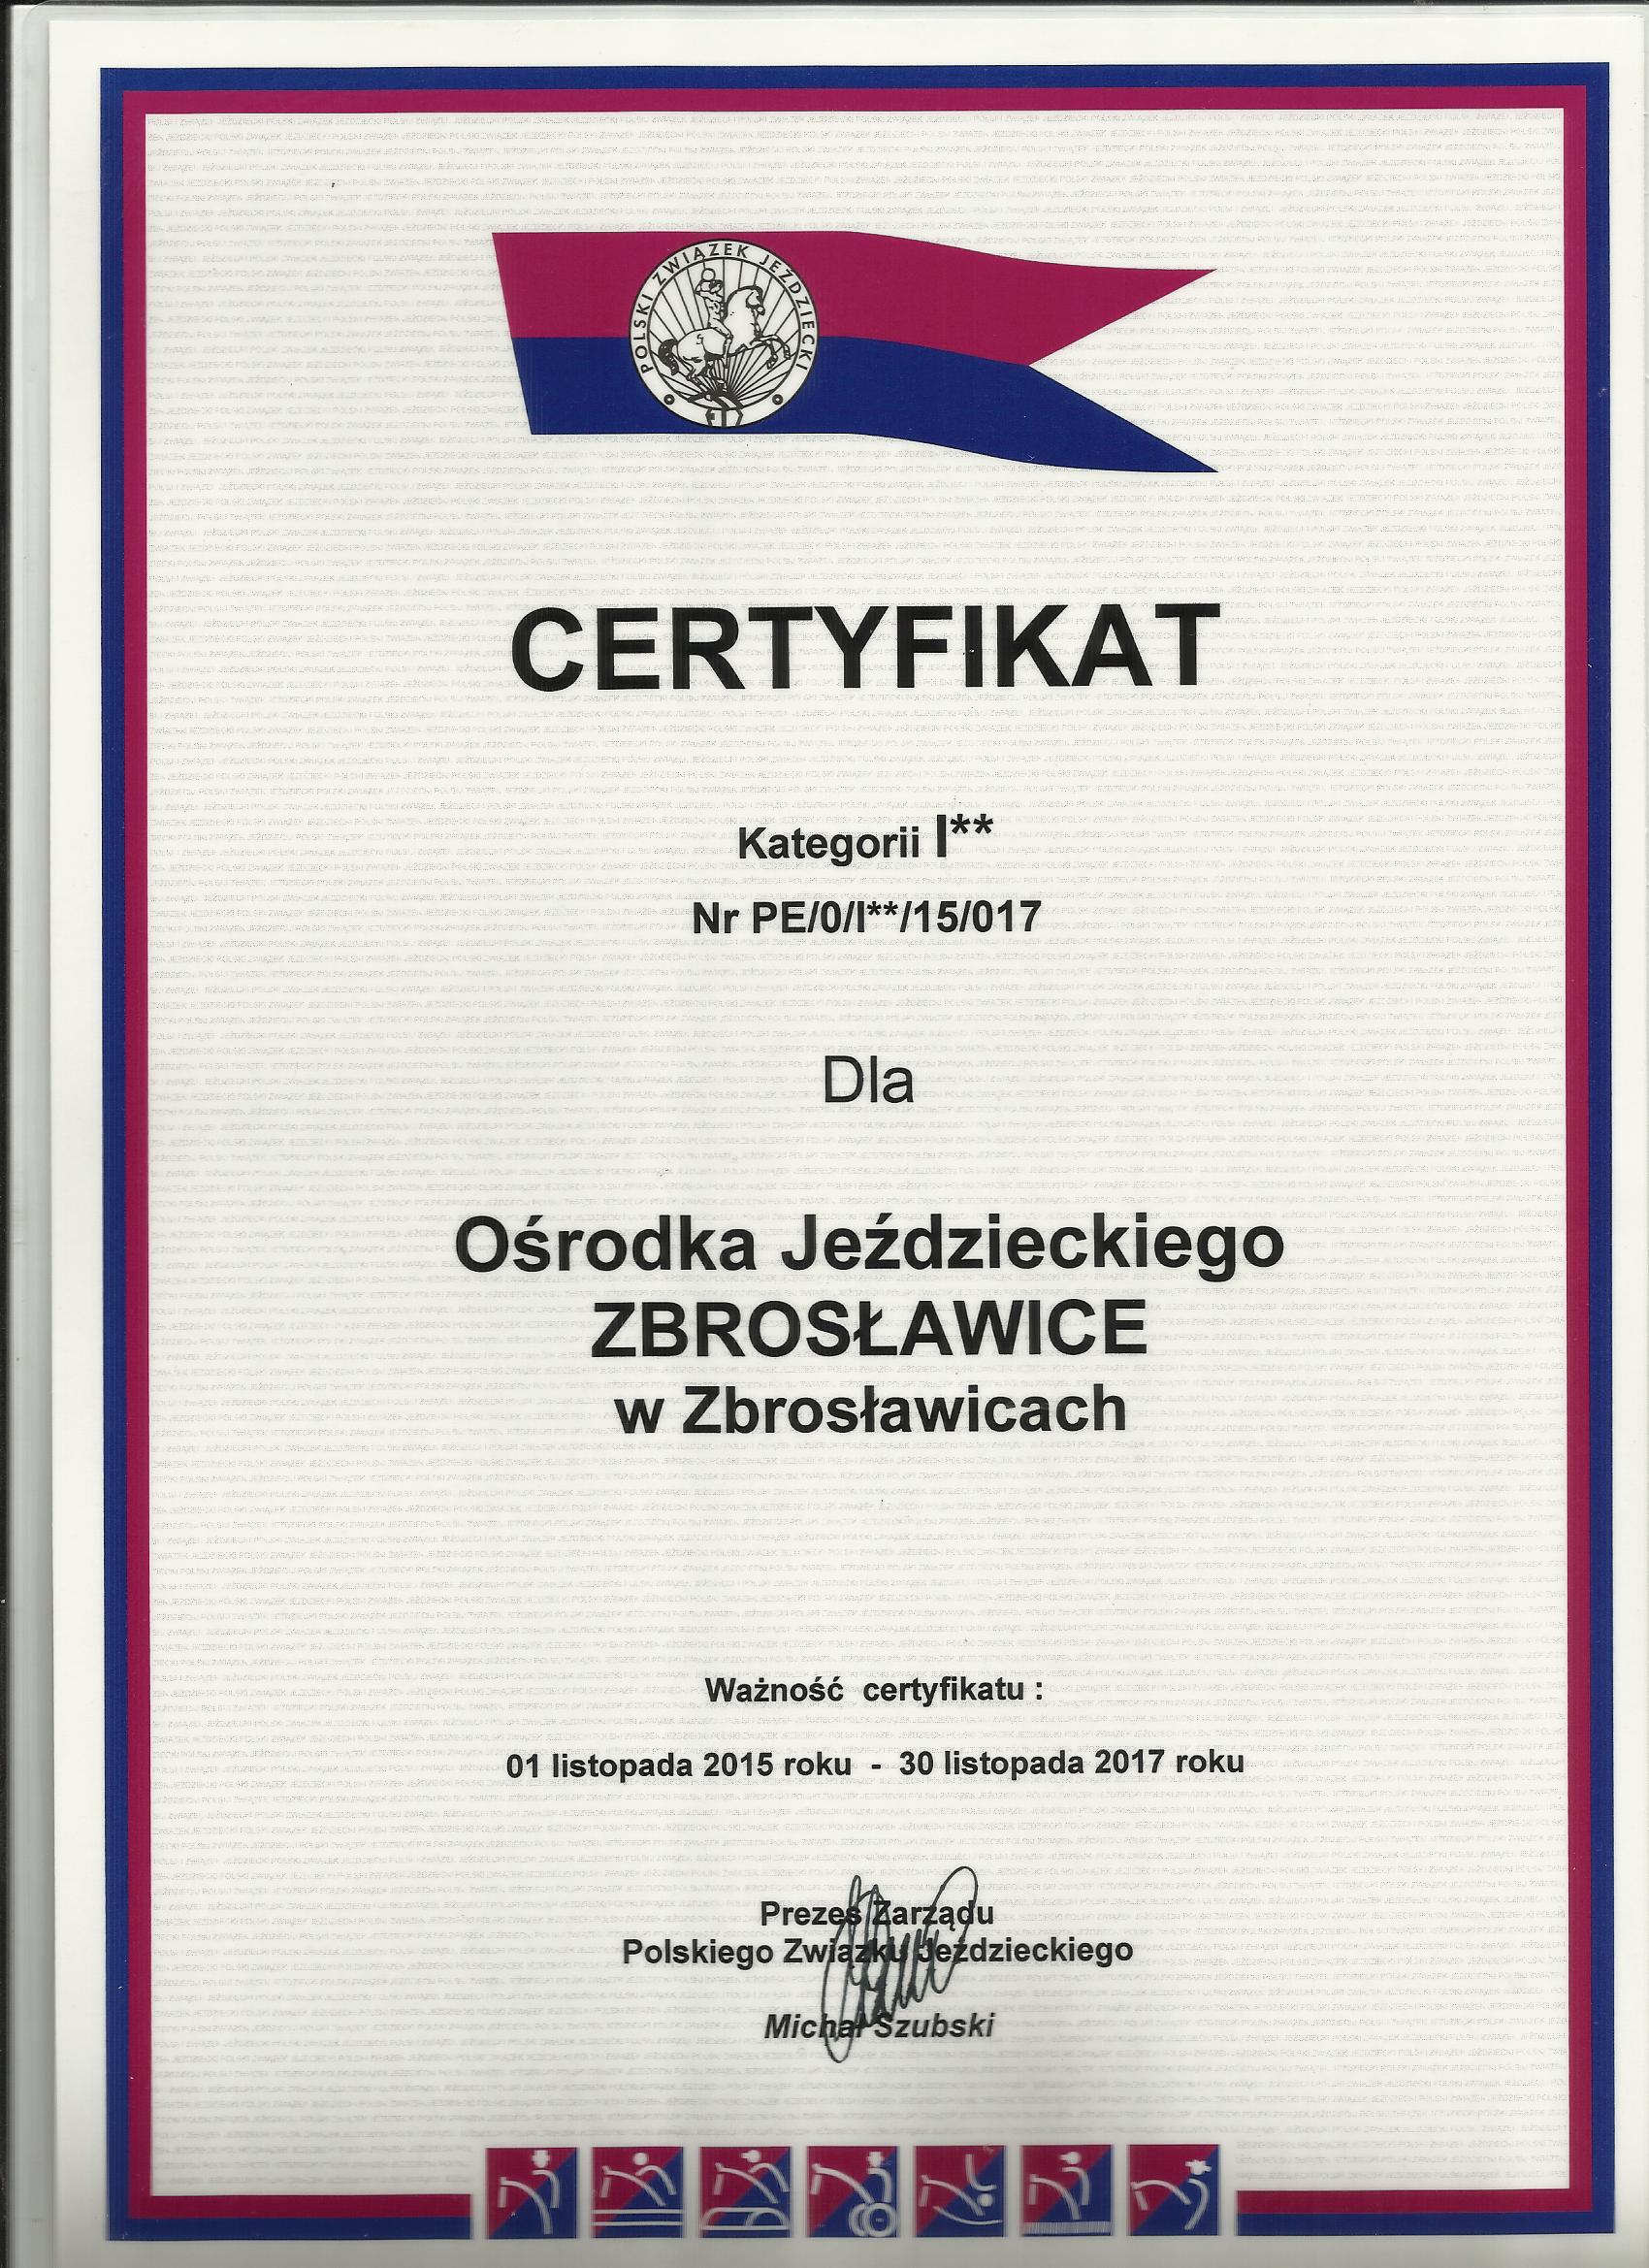 POLSKI ZWIĄZEK JEŹDZIECKI
CERTYFIKAT
Kategorii I**
Nr PE/0/I**/15/017
Dla
Ośrodka Jeździeckiego
ZBROSŁAWICE
w Zbrosławicach
Ważność certyfikatu :
01 listopada 2015 roku - 30 listopada 2017 roku
Prezes Zarządu
Polskiego Związku Jeździeckiego
Michał Szubski